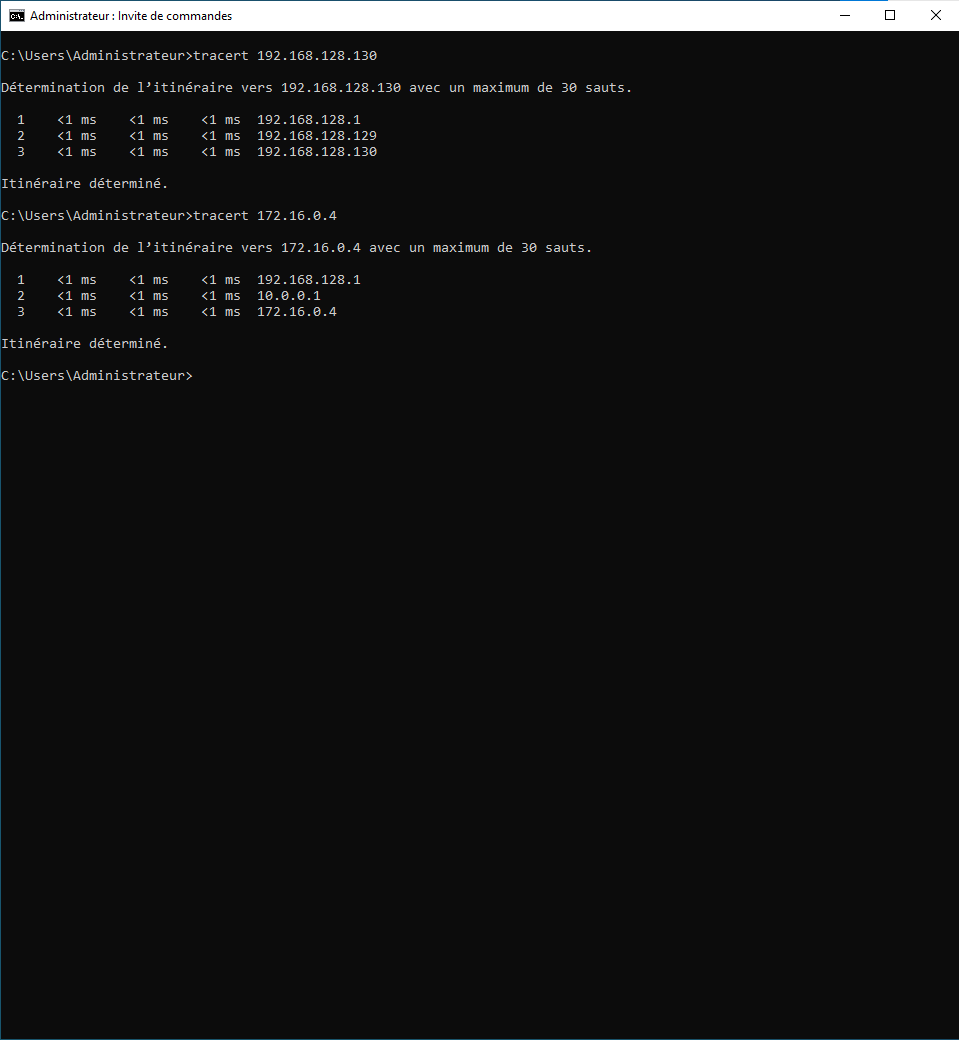 Administrateur : Invite de commandes
C:\Users\Administrateur>tracert 192.168.128.130
Détermination de l’itinéraire vers 192.168.128.130 avec un maximum de 30 sauts.
1 <1 ms <1 ms <1 ms 192.168.128.1
2 <1 ms <1 ms <1 ms 192.168.128.129
3 <1 ms <1 ms <1 ms 192.168.128.130
Itinéraire déterminé.
C:\Users\Administrateur>tracert 172.16.0.4
Détermination de l’itinéraire vers 172.16.0.4 avec un maximum de 30 sauts.
1 <1 ms <1 ms <1 ms 192.168.128.1
2 <1 ms <1 ms <1 ms 10.0.0.1
3 <1 ms <1 ms <1 ms 172.16.0.4
Itinéraire déterminé.
C:\Users\Administrateur>